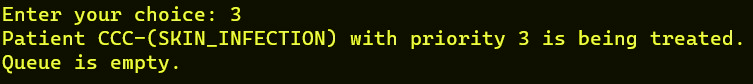 Enter your choice: 3
Patient CCC-(SKIN_INFECTION) with priority 3 is being treated.
Queue is empty.